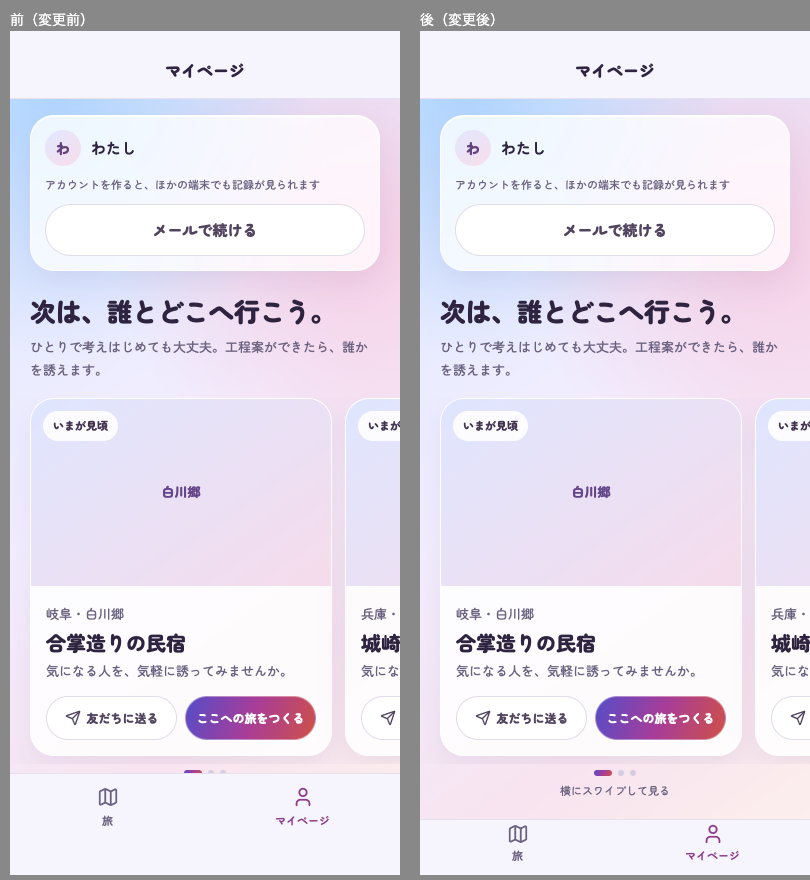 前（変更前）
マイページ
わ
わたし
アカウントを作ると、ほかの端末でも記録が見られます
メールで続ける
次は、誰とどこへ行こう。
ひとりで考えはじめても大丈夫。工程案ができたら、誰か
を誘えます。
いまが見頃
白川郷
岐阜・白川郷
合掌造りの民宿
気になる人を、気軽に誘ってみませんか。
友だちに送る
ここへの旅をつくる
いまが
兵庫・
城崎
気にな
旅
マイページ
後（変更後）
マイページ
わ
わたし
アカウントを作ると、ほかの端末でも記録が見られます
メールで続ける
次は、誰とどこへ行こう。
ひとりで考えはじめても大丈夫。工程案ができたら、誰か
を誘えます。
いまが見頃
白川郷
岐阜・白川郷
合掌造りの民宿
気になる人を、気軽に誘ってみませんか。
友だちに送る
ここへの旅をつくる
いまが
兵庫・
城崎
気にな
横にスワイプして見る
旅
マイページ